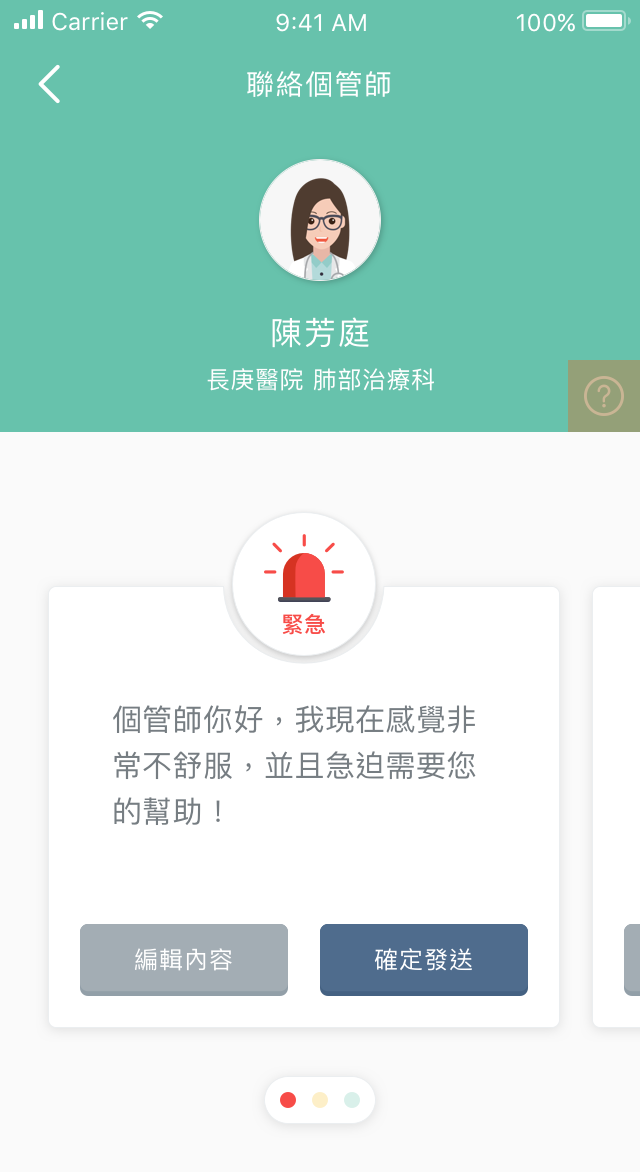 Carrier 9:41 AM 100%
聯絡個管師
陳芳庭
長庚醫院 肺部治療科
?
緊急
個管師你好，我現在感覺非
常不舒服，並且急迫需要您
的幫助！
編輯內容 確定發送